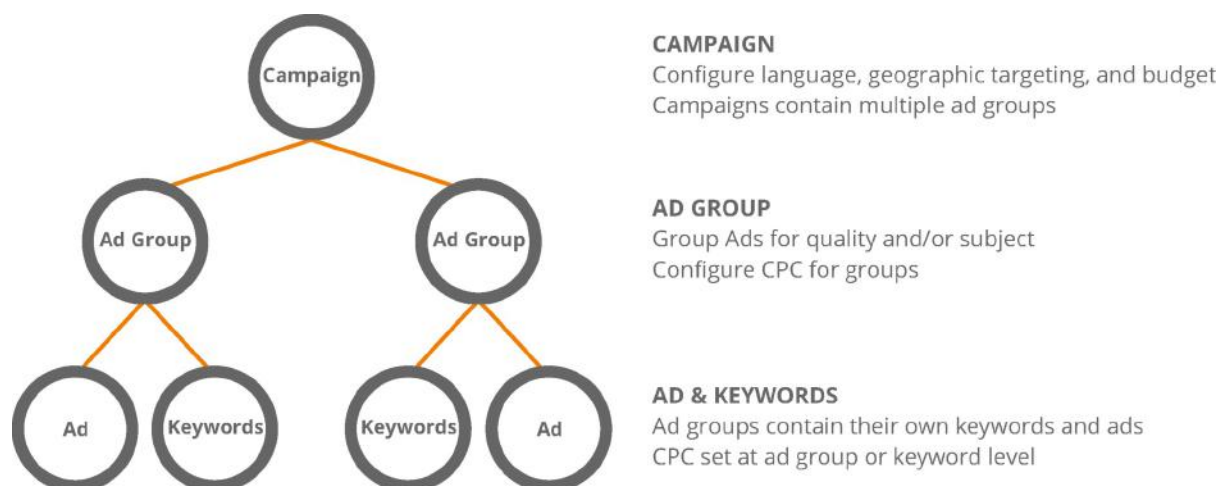 Campaign
CAMPAIGN
Configure language, geographic targeting, and budget
Campaigns contain multiple ad groups
Ad Group
Ad Group
AD GROUP
Group Ads for quality and/or subject
Configure CPC for groups
Ad
Keywords
Keywords
Ad
AD & KEYWORDS
Ad groups contain their own keywords and ads
CPC set at ad group or keyword level